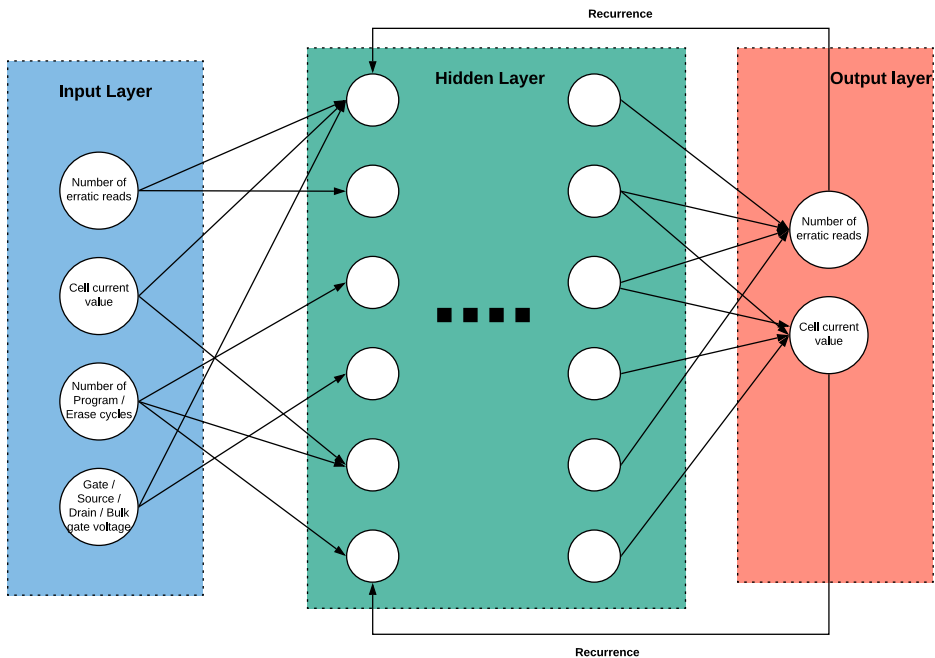 Recurrence
Input Layer
Hidden Layer
Output layer
Number of
erratic reads
Cell current
value
Number of
Program /
Erase cycles
Gate /
Source /
Drain / Bulk
gate voltage
Number of
erratic reads
Cell current
value
Recurrence